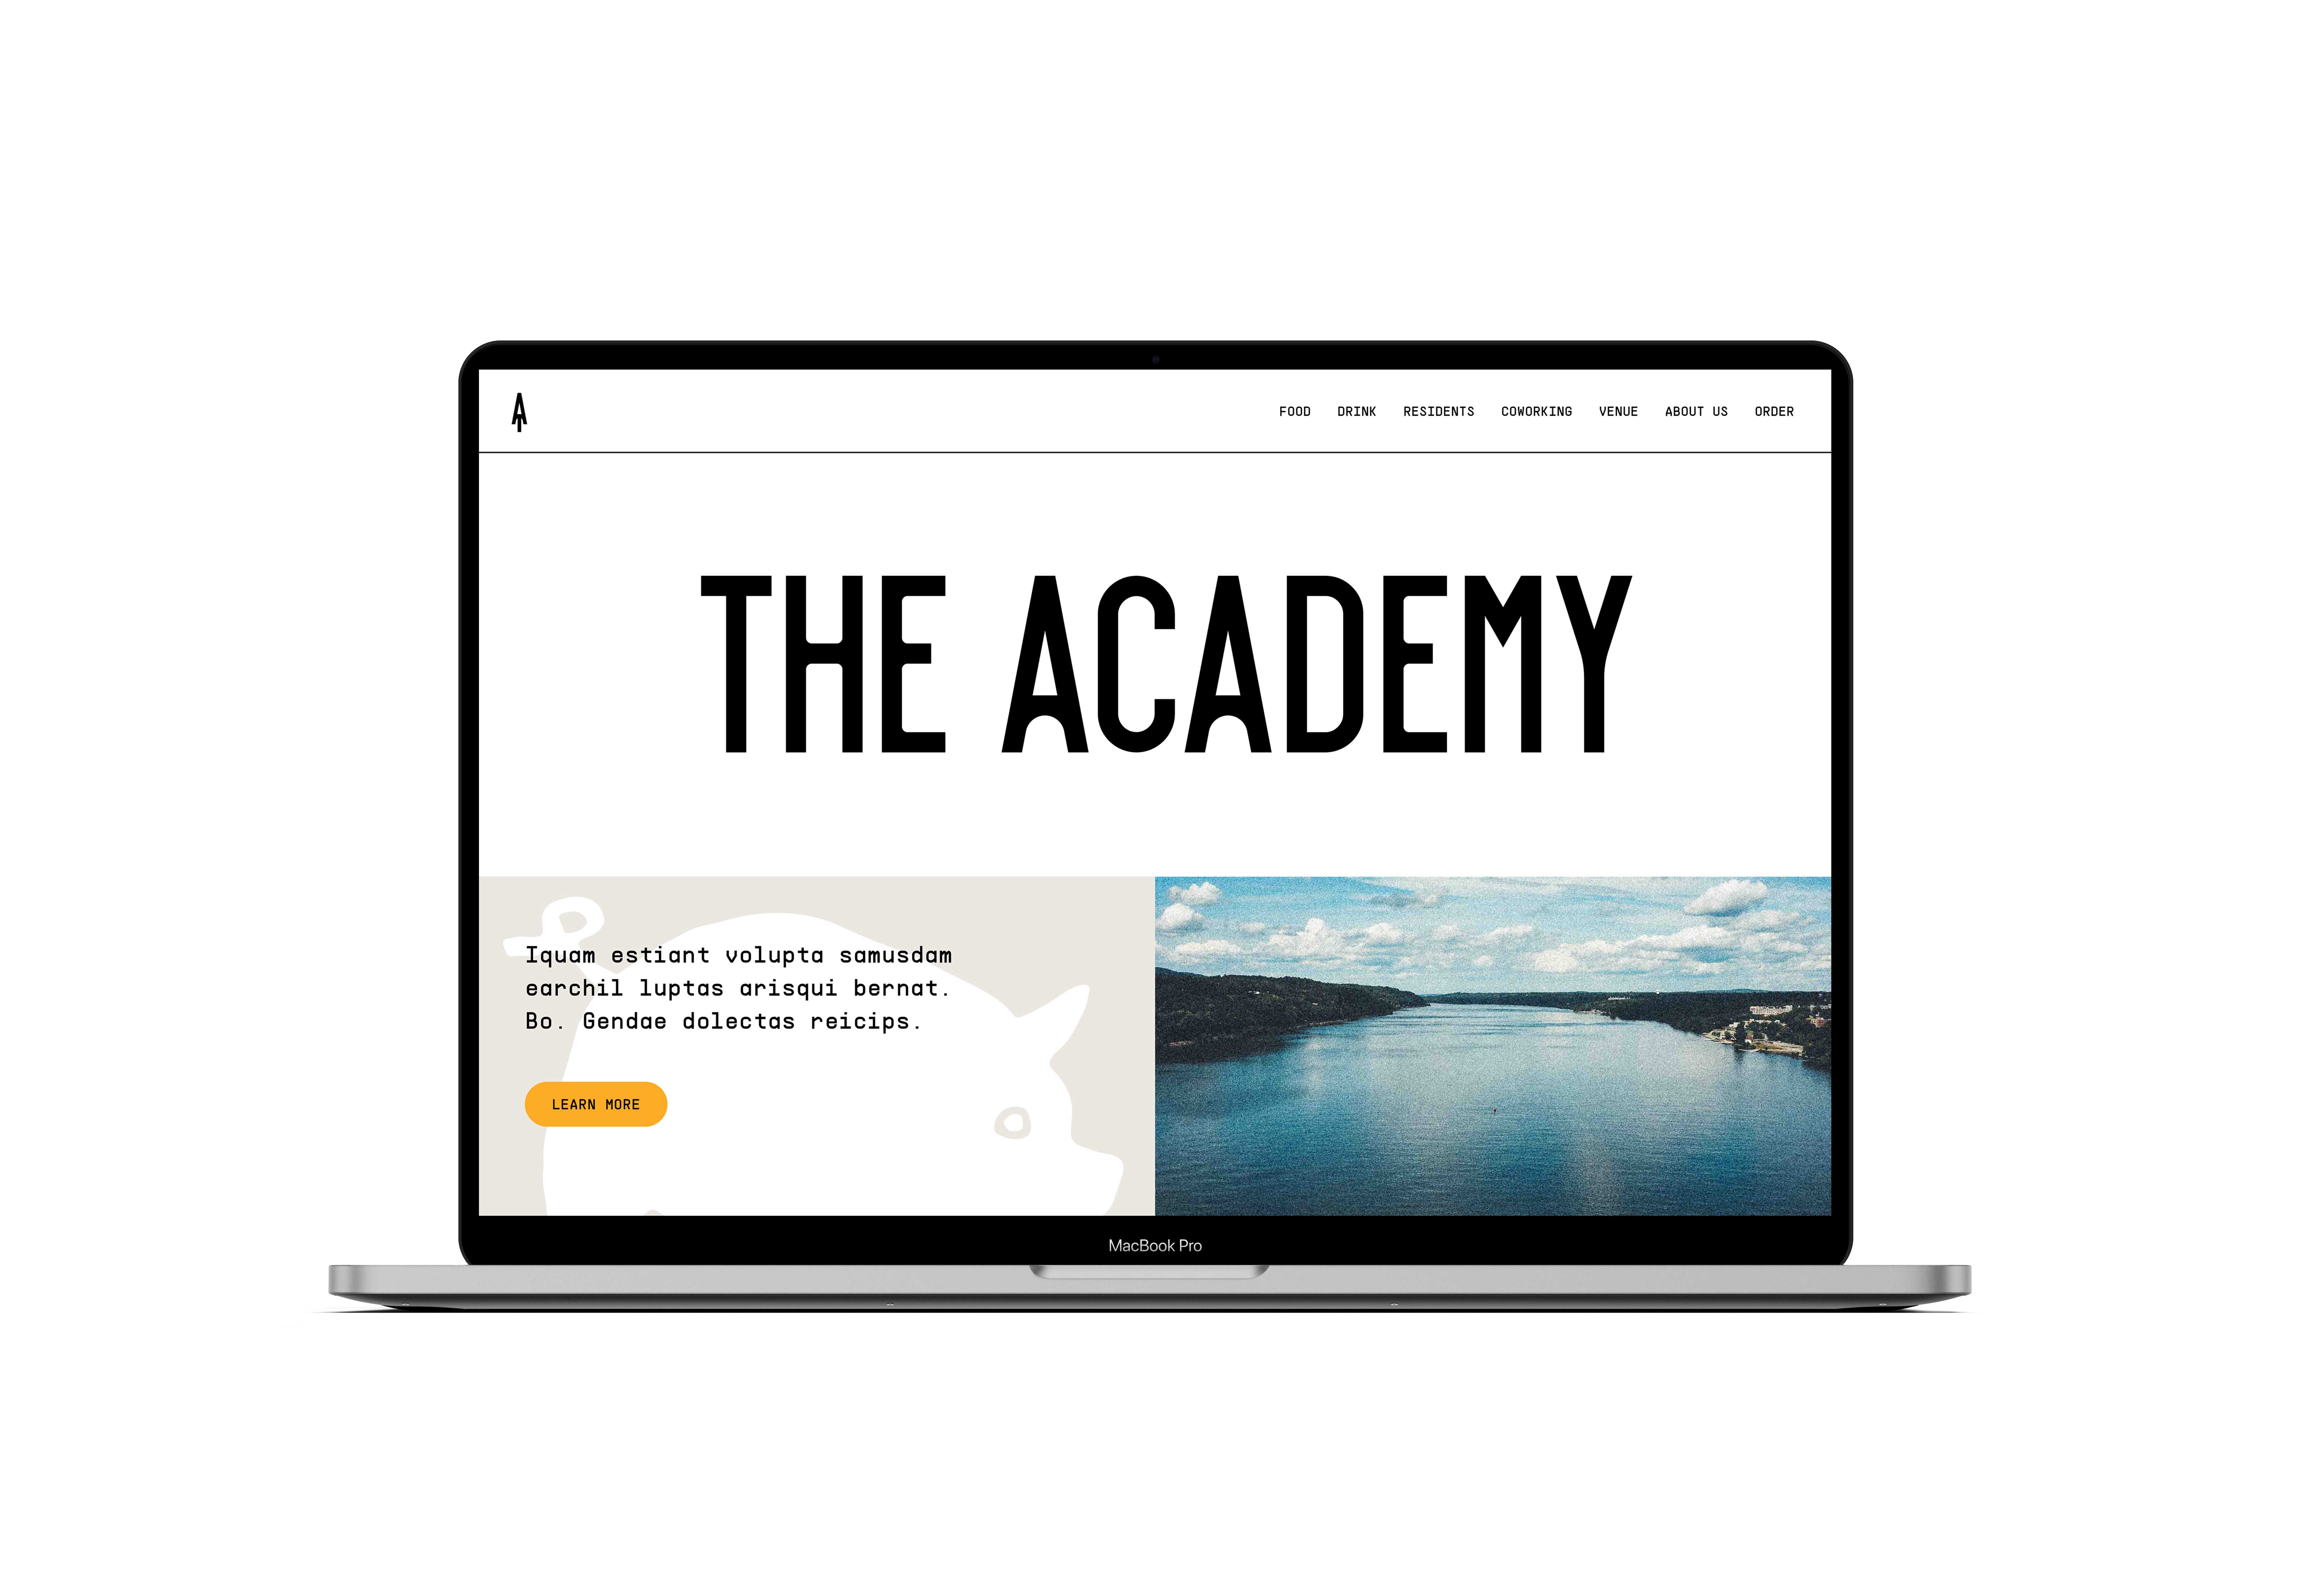 FOOD DRINK RESIDENTS COWORKING VENUE ABOUT US ORDER
THE ACADEMY
Iquam estiant volupta samusdam
earchil luptas arisqui bernat.
Bo. Gendae dolectas reicips.
LEARN MORE
MacBook Pro